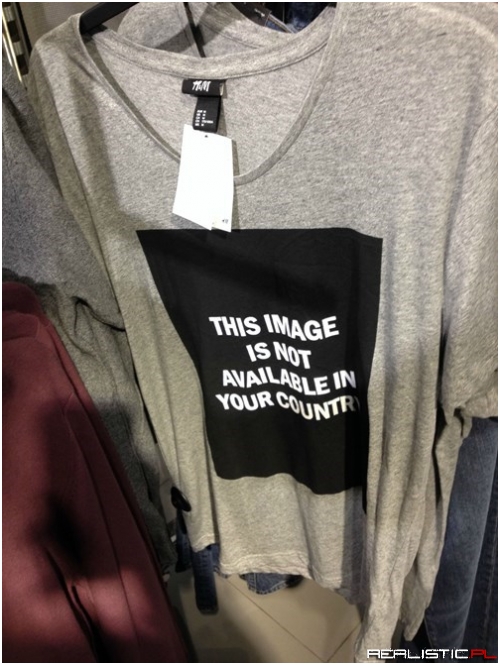 H&M
THIS IMAGE
IS NOT
AVAILABLE IN
YOUR COUNTRY
REALISTIC.PL